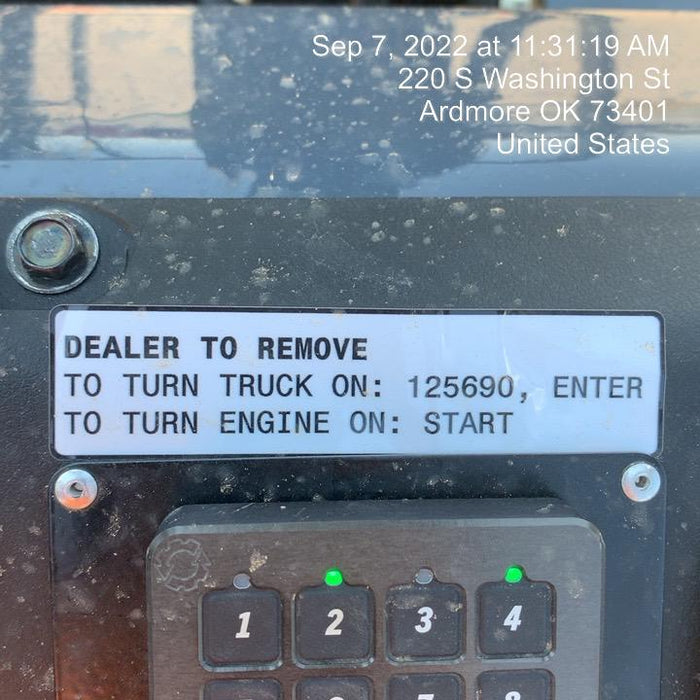 Sep 7, 2022 at 11:31:19 AM
220 S Washington St
Ardmore OK 73401
United States
DEALER TO REMOVE
TO TURN TRUCK ON: 125690, ENTER
TO TURN ENGINE ON: START
1 2 3 4